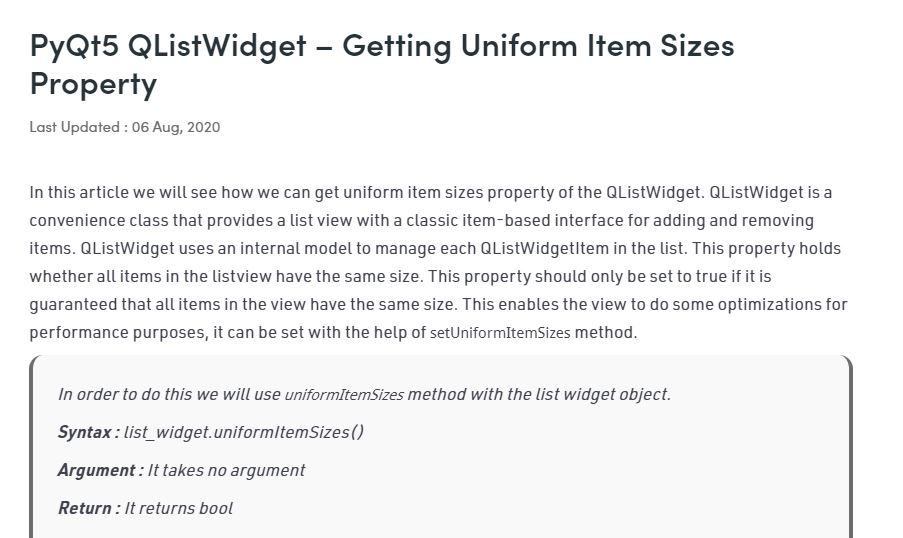 PyQt5 QListWidget – Getting Uniform Item Sizes
Property
Last Updated : 06 Aug, 2020
In this article we will see how we can get uniform item sizes property of the QListWidget. QListWidget is a
convenience class that provides a list view with a classic item-based interface for adding and removing
items. QListWidget uses an internal model to manage each QListWidgetItem in the list. This property holds
whether all items in the listview have the same size. This property should only be set to true if it is
guaranteed that all items in the view have the same size. This enables the view to do some optimizations for
performance purposes, it can be set with the help of setUniformItemSizes method.
In order to do this we will use uniformItemSizes method with the list widget object.
Syntax : list_widget.uniformItemSizes()
Argument : It takes no argument
Return : It returns bool